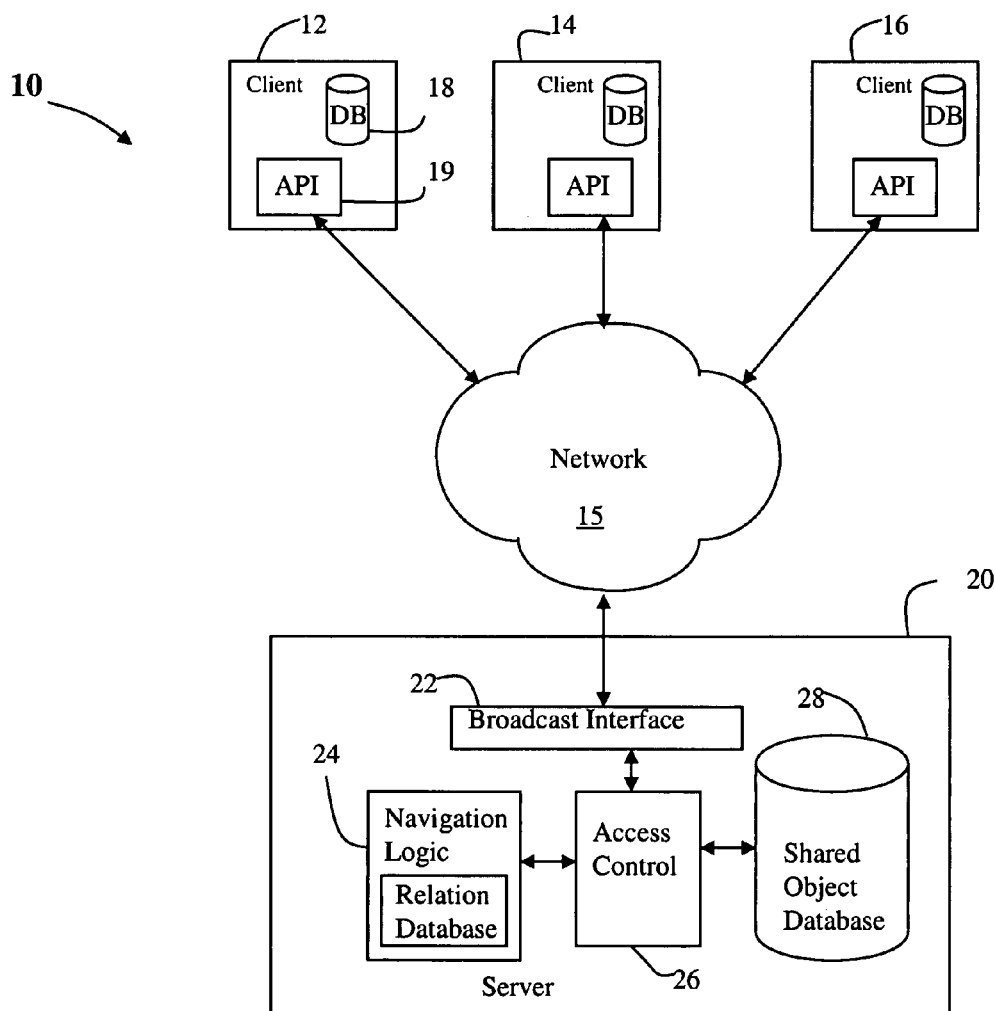 12
14
16
10
Client
DB
18
API
19
Client
DB
API
Client
DB
API
Network
15
20
22
Broadcast Interface
28
24
Navigation
Logic
Relation
Database
Access
Control
Shared
Object
Database
26
Server